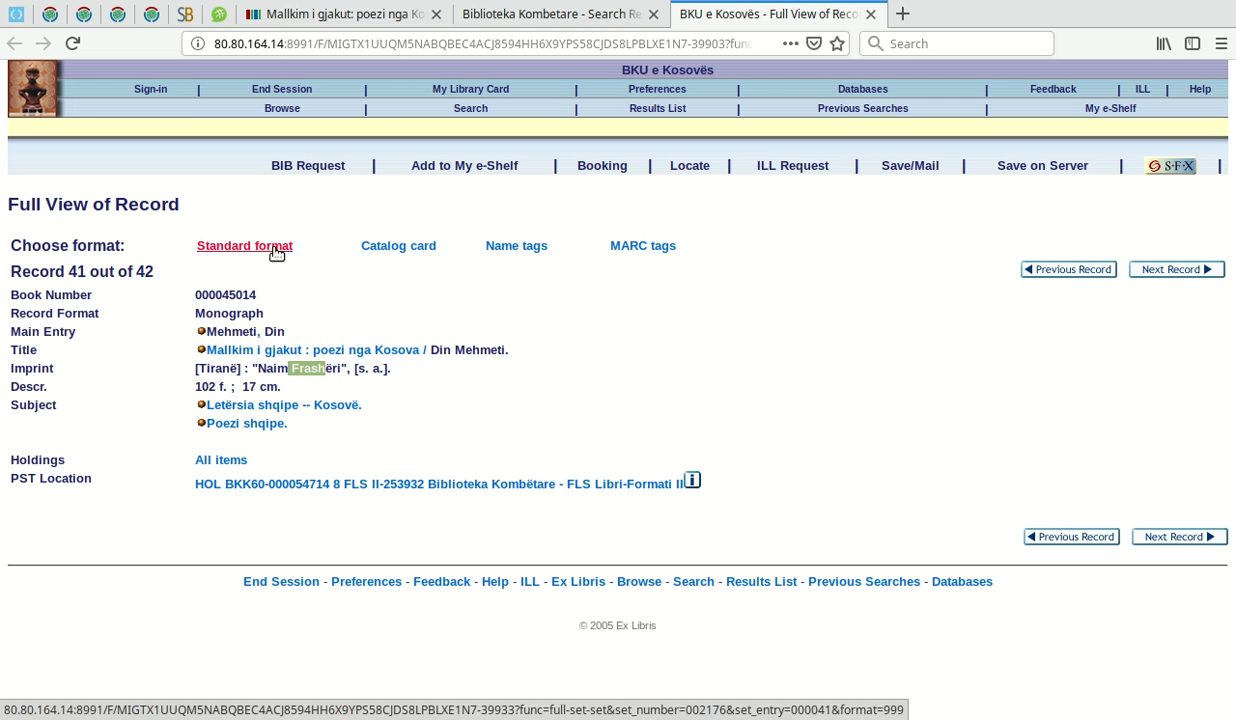 Mallkim i gjakut: poezi nga Ko
Biblioteka Kombetare - Search Re
BKU e Kosovës - Full View of Reco
80.80.164.14:8991/F/MIGTX1UUQM5NABQBEC4ACJ8594HH6X9YPS58CJDS8LPBLXE1N7-39903?func
Search
BKU e Kosovës
Sign-in | End Session | My Library Card | Preferences | Databases | Feedback | ILL | Help
Browse | Search | Results List | Previous Searches | My e-Shelf
BIB Request | Add to My e-Shelf | Booking | Locate | ILL Request | Save/Mail | Save on Server | S·F·X |
Full View of Record
Choose format: Standard format Catalog card Name tags MARC tags
Record 41 out of 42 Previous Record Next Record
Book Number 000045014
Record Format Monograph
Main Entry Mehmeti, Din
Title Mallkim i gjakut : poezi nga Kosova / Din Mehmeti.
Imprint [Tiranë] : "Naim Frashëri", [s. a.].
Descr. 102 f. ; 17 cm.
Subject Letërsia shqipe -- Kosovë.
Poezi shqipe.
Holdings All items
PST Location HOL BKK60-000054714 8 FLS II-253932 Biblioteka Kombëtare - FLS Libri-Formati II i
Previous Record Next Record
End Session - Preferences - Feedback - Help - ILL - Ex Libris - Browse - Search - Results List - Previous Searches - Databases
© 2005 Ex Libris
80.80.164.14:8991/F/MIGTX1UUQM5NABQBEC4ACJ8594HH6X9YPS58CJDS8LPBLXE1N7-39933?func=full-set-set&set_number=002176&set_entry=000041&format=999